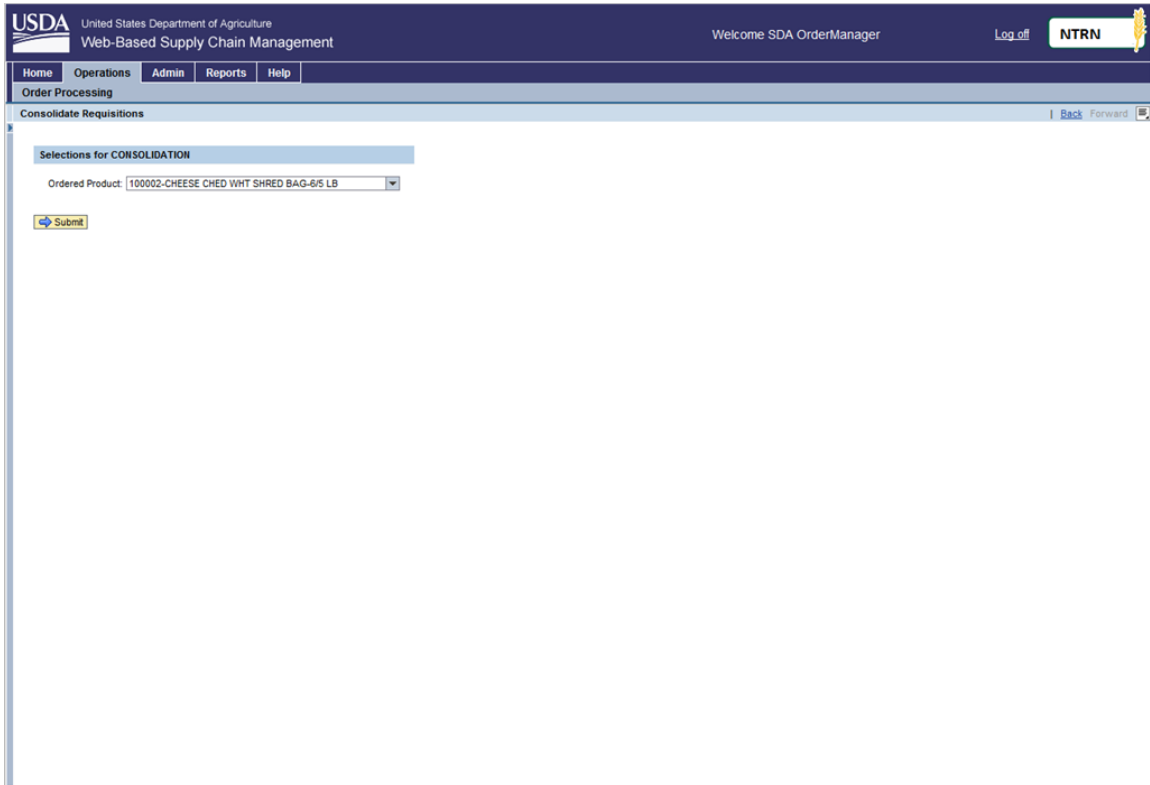 USDA
United States Department of Agriculture
Web-Based Supply Chain Management
Welcome SDA OrderManager
Log off
NTRN
Home Operations Admin Reports Help
Order Processing
Consolidate Requisitions
| Back Forward
Selections for CONSOLIDATION
Ordered Product: 100002-CHEESE CHED WHT SHRED BAG-6/5 LB
Submit